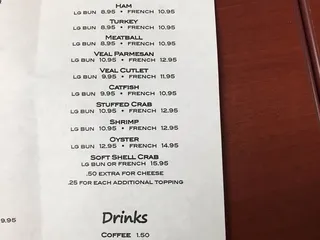 HAM
LG BUN 8.95 • FRENCH 10.95
TURKEY
LG BUN 8.95 • FRENCH 10.95
MEATBALL
LG BUN 8.95 • FRENCH 10.95
VEAL PARMESAN
LG BUN 10.95 • FRENCH 12.95
VEAL CUTLET
LG BUN 9.95 • FRENCH 11.95
CATFISH
LG BUN 8.95 • FRENCH 10.95
STUFFED CRAB
LG BUN 10.95 • FRENCH 12.95
SHRIMP
LG BUN 10.95 • FRENCH 12.95
OYSTER
LG BUN 12.95 • FRENCH 14.95
SOFT SHELL CRAB
LG BUN OR FRENCH 15.95
.50 EXTRA FOR CHEESE
.25 FOR EACH ADDITIONAL TOPPING
9.95
Drinks
COFFEE 1.50